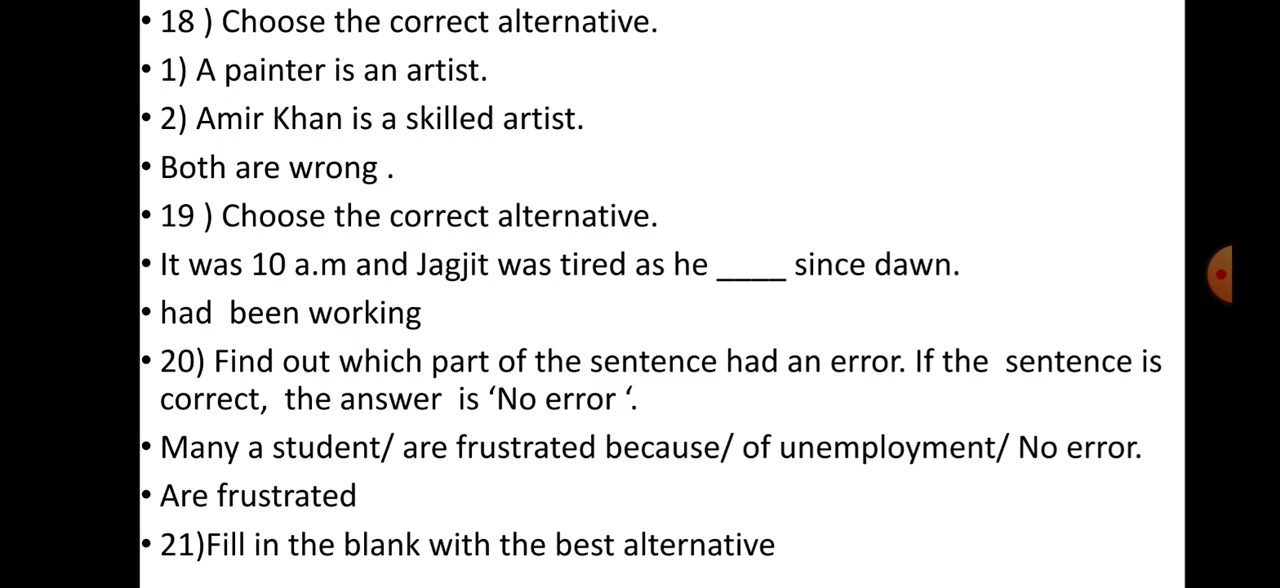 • 18 ) Choose the correct alternative.
• 1) A painter is an artist.
• 2) Amir Khan is a skilled artist.
• Both are wrong .
• 19 ) Choose the correct alternative.
• It was 10 a.m and Jagjit was tired as he ____ since dawn.
• had  been working
• 20) Find out which part of the sentence had an error. If the  sentence is
correct,  the answer  is ‘No error ‘.
• Many a student/ are frustrated because/ of unemployment/ No error.
• Are frustrated
• 21)Fill in the blank with the best alternative